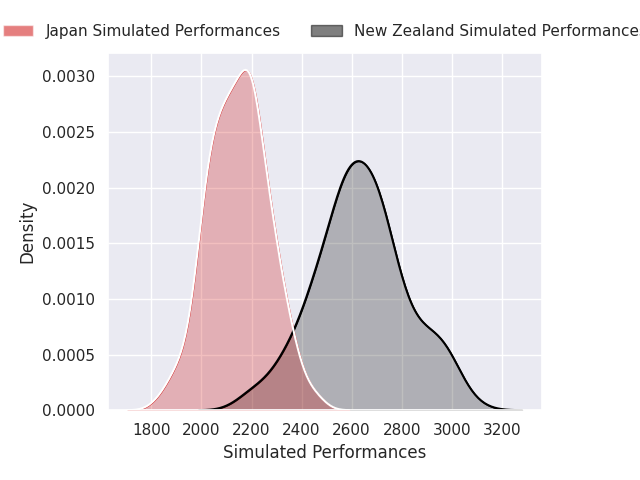 Japan Simulated Performances New Zealand Simulated Performance
0.0030
0.0025
0.0020
0.0015
0.0010
0.0005
0.0000
Density
1800 2000 2200 2400 2600 2800 3000 3200
Simulated Performances